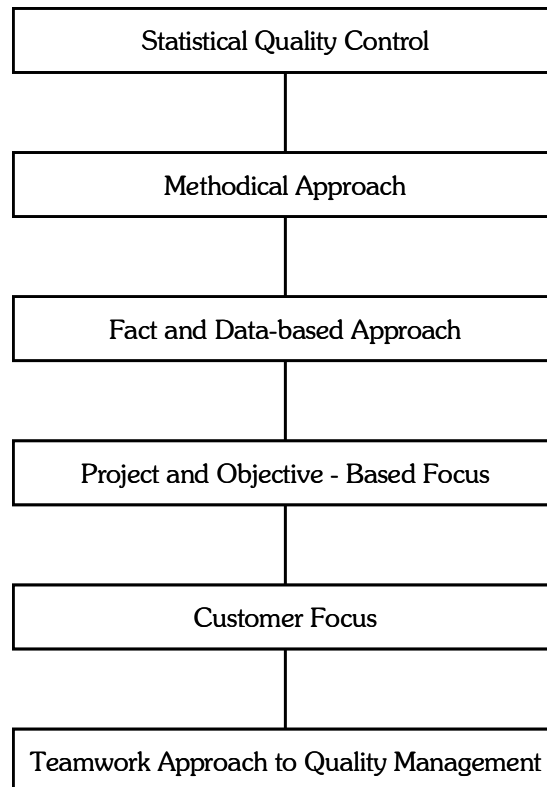 Statistical Quality Control
Methodical Approach
Fact and Data-based Approach
Project and Objective - Based Focus
Customer Focus
Teamwork Approach to Quality Management